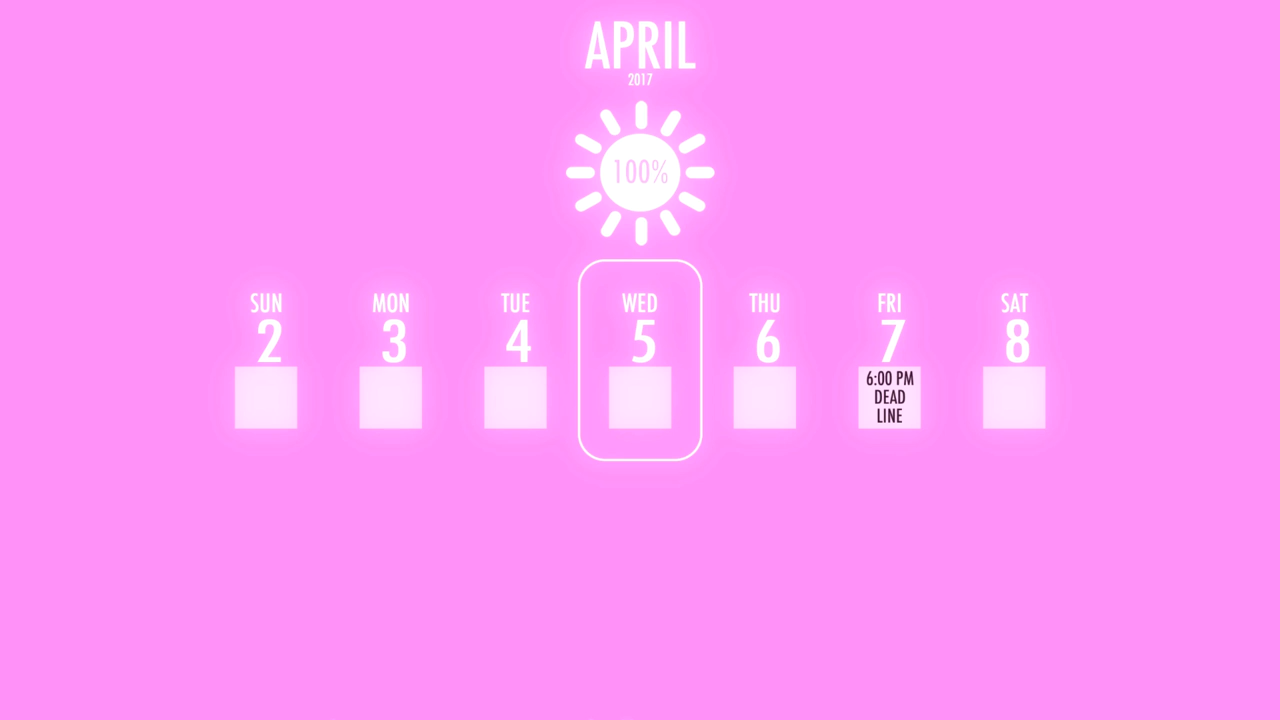 APRIL
2017
100%
SUN MON TUE WED THU FRI SAT
2 3 4 5 6 7 8
6:00 PM
DEAD
LINE